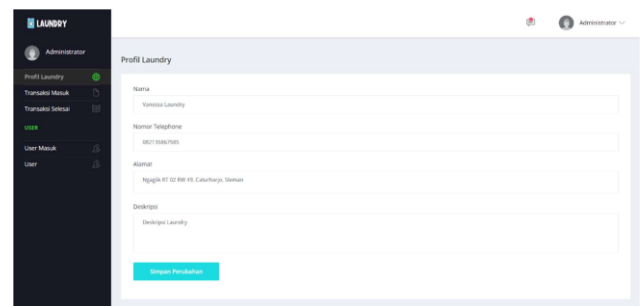 LAUNDRY
Administrator
Administrator
Profil Laundry
Transaksi Masuk
Transaksi Selesai
USER
User Masuk
User
Profil Laundry
Nama
Vanessa Laundry
Nomor Telephone
082135867585
Alamat
Ngaglik RT 02 RW 49, Caturharjo, Sleman
Deskripsi
Deskripsi Laundry
Simpan Perubahan